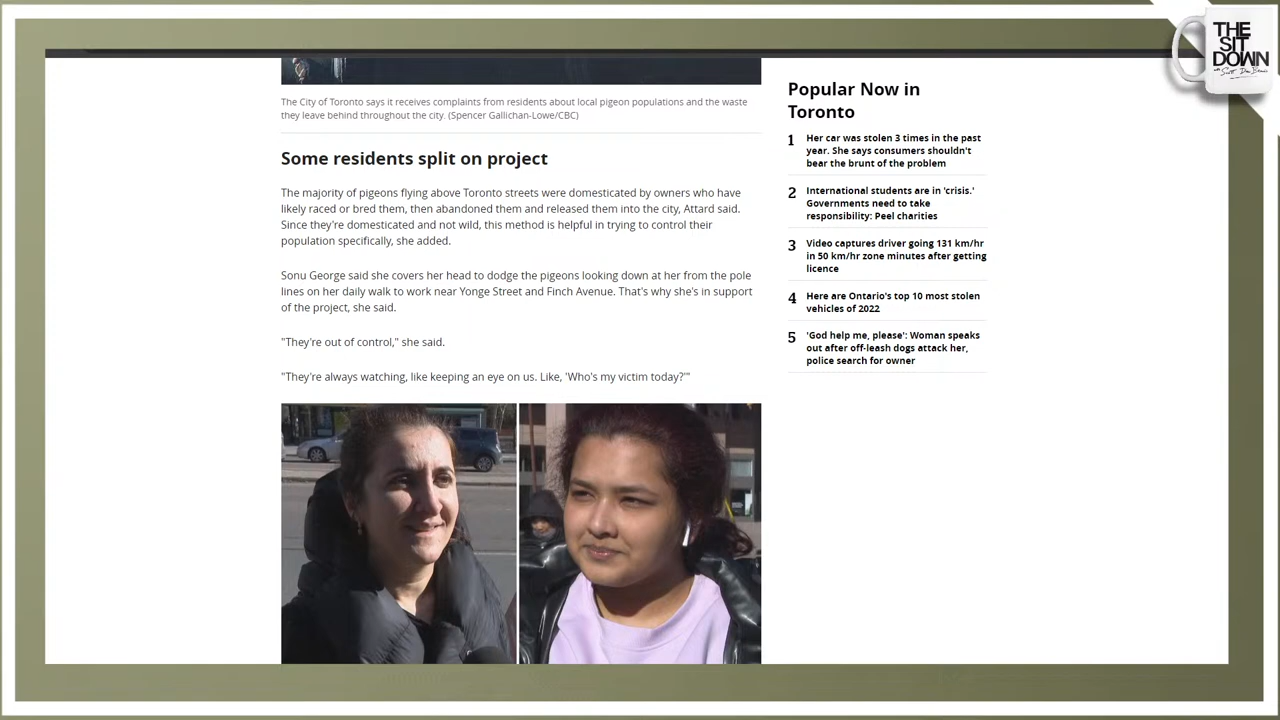 THE
SIT
DOWN
The City of Toronto says it receives complaints from residents about local pigeon populations and the waste
they leave behind throughout the city. (Spencer Gallichan-Lowe/CBC)
Some residents split on project
The majority of pigeons flying above Toronto streets were domesticated by owners who have
likely raced or bred them, then abandoned them and released them into the city, Attard said.
Since they're domesticated and not wild, this method is helpful in trying to control their
population specifically, she added.
Sonu George said she covers her head to dodge the pigeons looking down at her from the pole
lines on her daily walk to work near Yonge Street and Finch Avenue. That's why she's in support
of the project, she said.
"They're out of control," she said.
"They're always watching, like keeping an eye on us. Like, 'Who's my victim today?'"
Popular Now in
Toronto
1 Her car was stolen 3 times in the past
year. She says consumers shouldn't
bear the brunt of the problem
2 International students are in 'crisis.'
Governments need to take
responsibility: Peel charities
3 Video captures driver going 131 km/hr
in 50 km/hr zone minutes after getting
licence
4 Here are Ontario's top 10 most stolen
vehicles of 2022
5 'God help me, please': Woman speaks
out after off-leash dogs attack her,
police search for owner